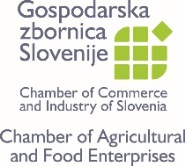 Gospodarska
zbornica
Slovenije
Chamber of Commerce
and Industry of Slovenia
Chamber of Agricultural
and Food Enterprises